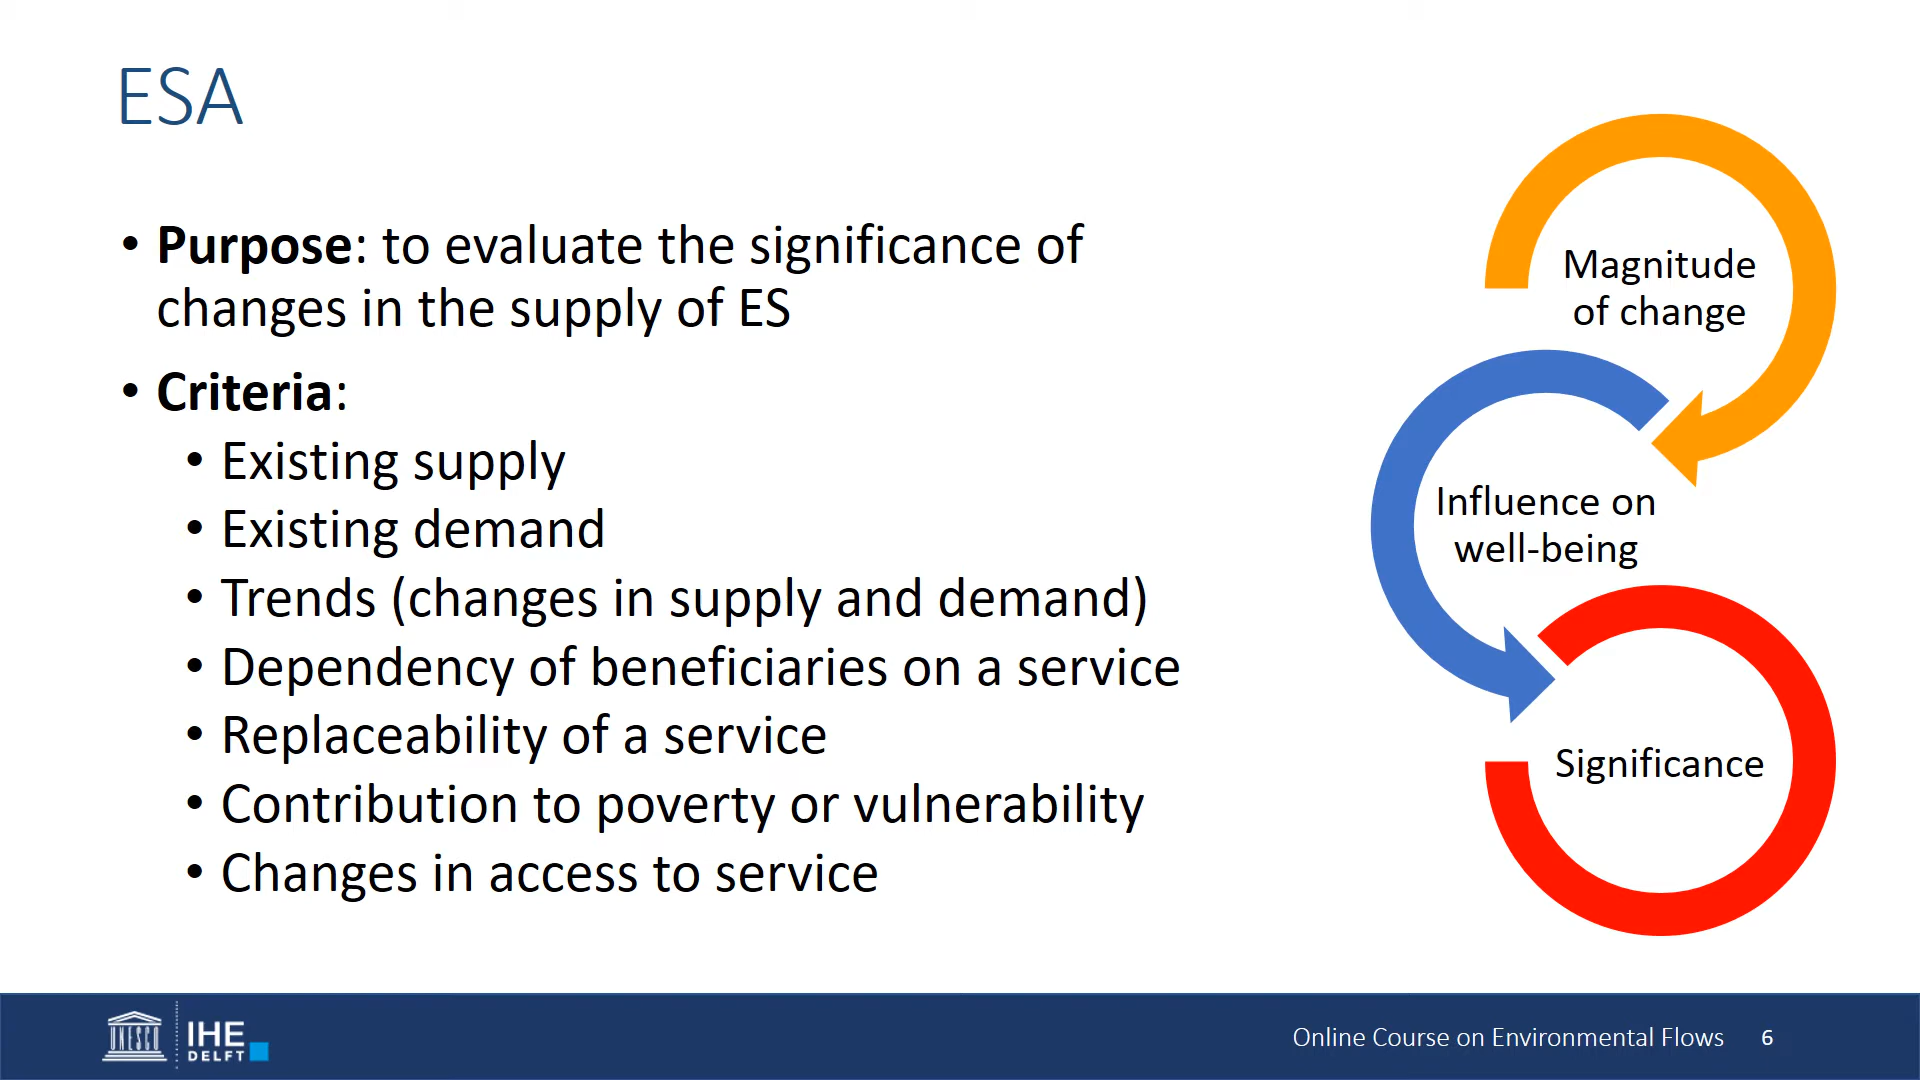 ESA
• Purpose: to evaluate the significance of
changes in the supply of ES
• Criteria:
• Existing supply
• Existing demand
• Trends (changes in supply and demand)
• Dependency of beneficiaries on a service
• Replaceability of a service
• Contribution to poverty or vulnerability
• Changes in access to service
Magnitude
of change
Influence on
well-being
Significance
UNESCO
IHE
DELFT
Online Course on Environmental Flows 6